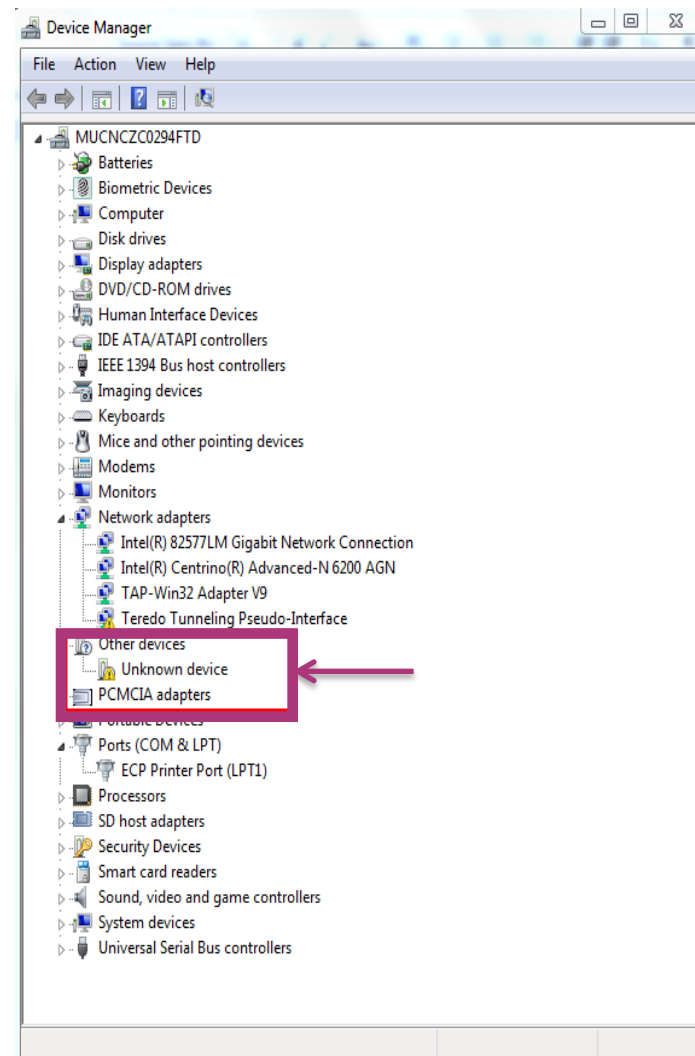 Device Manager
File Action View Help
MUCNCZC0294FTD
Batteries
Biometric Devices
Computer
Disk drives
Display adapters
DVD/CD-ROM drives
Human Interface Devices
IDE ATA/ATAPI controllers
IEEE 1394 Bus host controllers
Imaging devices
Keyboards
Mice and other pointing devices
Modems
Monitors
Network adapters
Intel(R) 82577LM Gigabit Network Connection
Intel(R) Centrino(R) Advanced-N 6200 AGN
TAP-Win32 Adapter V9
Teredo Tunneling Pseudo-Interface
Other devices
Unknown device
PCMCIA adapters
Portable Devices
Ports (COM & LPT)
ECP Printer Port (LPT1)
Processors
SD host adapters
Security Devices
Smart card readers
Sound, video and game controllers
System devices
Universal Serial Bus controllers